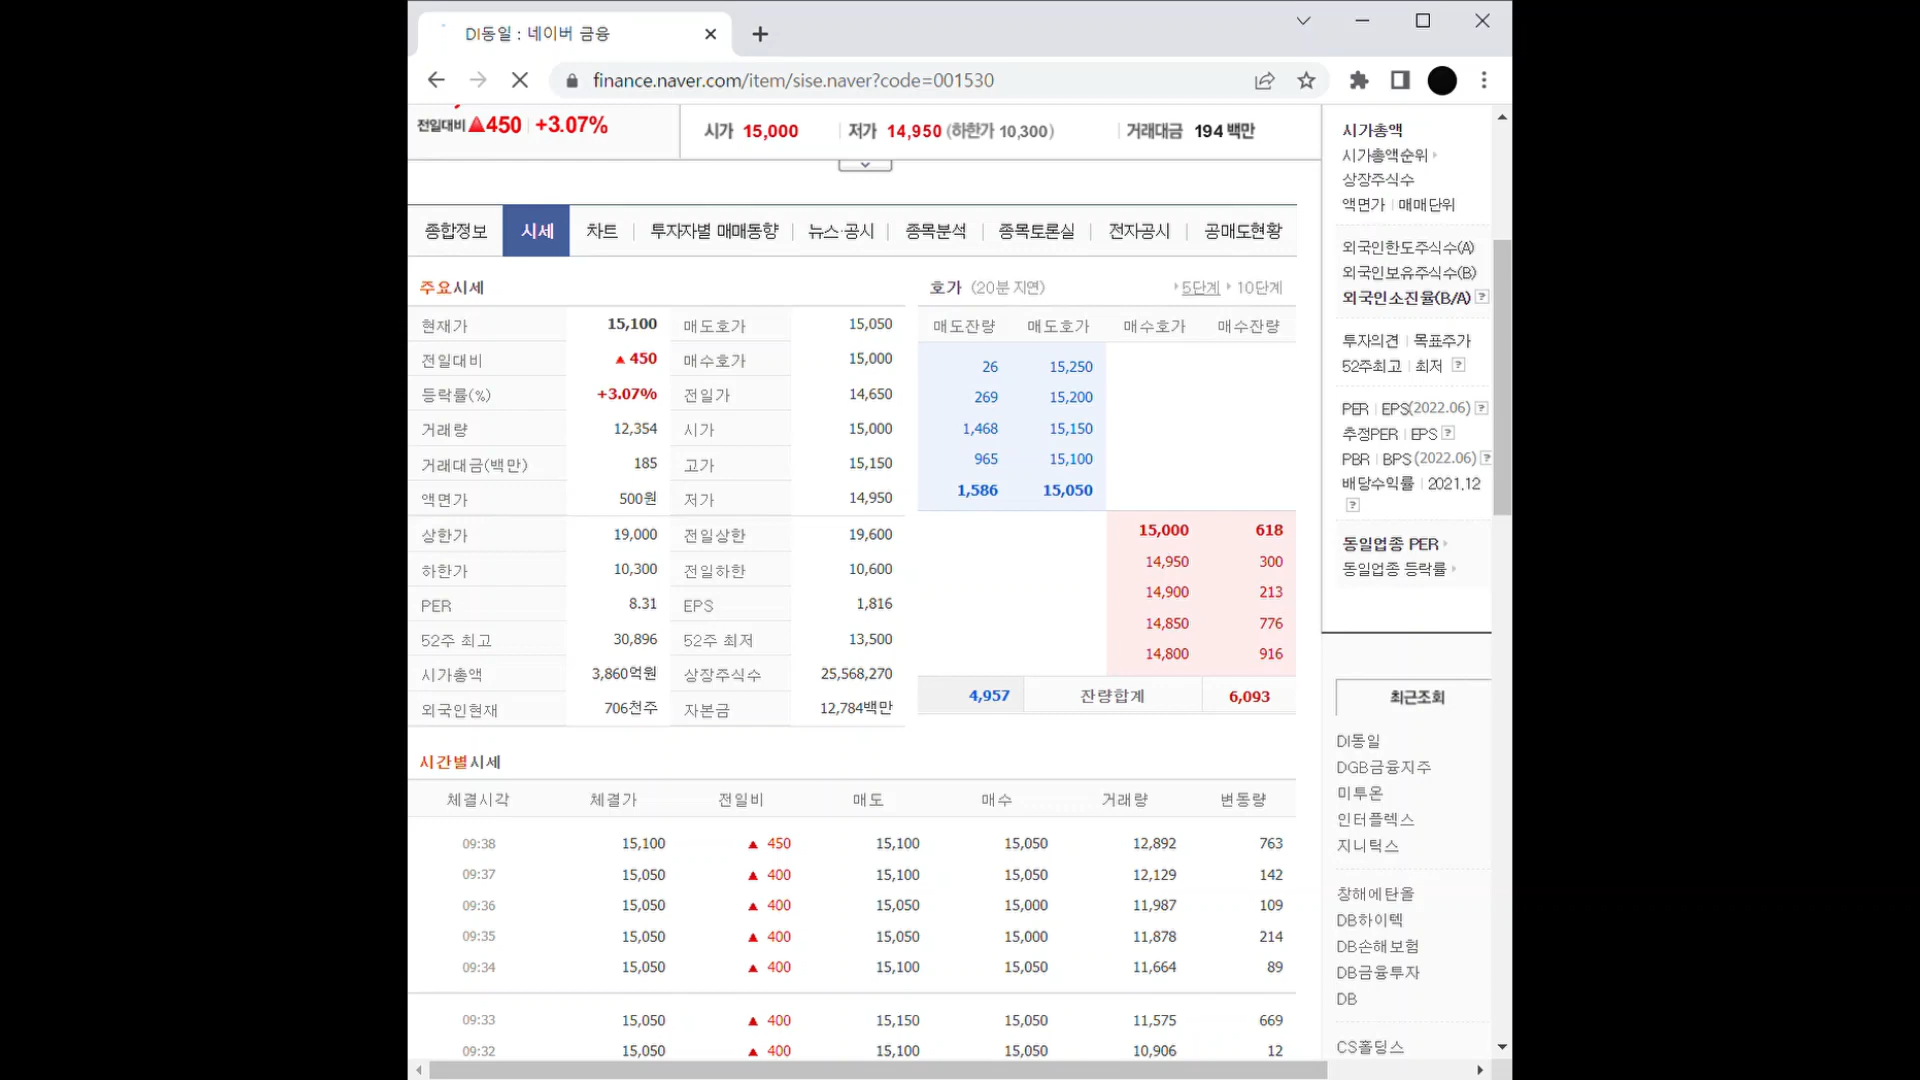 DI동일 : 네이버 금융
finance.naver.com/item/sise.naver?code=001530
전일대비 ▲450 +3.07%
시가 15,000 저가 14,950 (하한가 10,300) 거래대금 194 백만
종합정보 시세 차트 투자자별 매매동향 뉴스·공시 종목분석 종목토론실 전자공시 공매도현황
주요시세
현재가 15,100 매도호가 15,050
전일대비 ▲ 450 매수호가 15,000
등락률(%) +3.07% 전일가 14,650
거래량 12,354 시가 15,000
거래대금(백만) 185 고가 15,150
액면가 500원 저가 14,950
상한가 19,000 전일상한 19,600
하한가 10,300 전일하한 10,600
PER 8.31 EPS 1,816
52주 최고 30,896 52주 최저 13,500
시가총액 3,860억원 상장주식수 25,568,270
외국인현재 706천주 자본금 12,784백만
호가 (20분 지연) 5단계 10단계
매도잔량 매도호가 매수호가 매수잔량
26 15,250
269 15,200
1,468 15,150
965 15,100
1,586 15,050
15,000 618
14,950 300
14,900 213
14,850 776
14,800 916
4,957 잔량합계 6,093
시간별시세
체결시각 체결가 전일비 매도 매수 거래량 변동량
09:38 15,100 ▲ 450 15,100 15,050 12,892 763
09:37 15,050 ▲ 400 15,100 15,050 12,129 142
09:36 15,050 ▲ 400 15,050 15,000 11,987 109
09:35 15,050 ▲ 400 15,050 15,000 11,878 214
09:34 15,050 ▲ 400 15,100 15,050 11,664 89
09:33 15,050 ▲ 400 15,150 15,050 11,575 669
09:32 15,050 ▲ 400 15,100 15,050 10,906 12
시가총액
시가총액순위
상장주식수
액면가 | 매매단위
외국인한도주식수(A)
외국인보유주식수(B)
외국인소진율(B/A) ?
투자의견 | 목표주가
52주최고 | 최저 ?
PER | EPS(2022.06) ?
추정PER | EPS ?
PBR | BPS (2022.06) ?
배당수익률 | 2021.12
?
동일업종 PER
동일업종 등락률
최근조회
DI동일
DGB금융지주
미투온
인터플렉스
지니틱스
창해에탄올
DB하이텍
DB손해보험
DB금융투자
DB
CS홀딩스